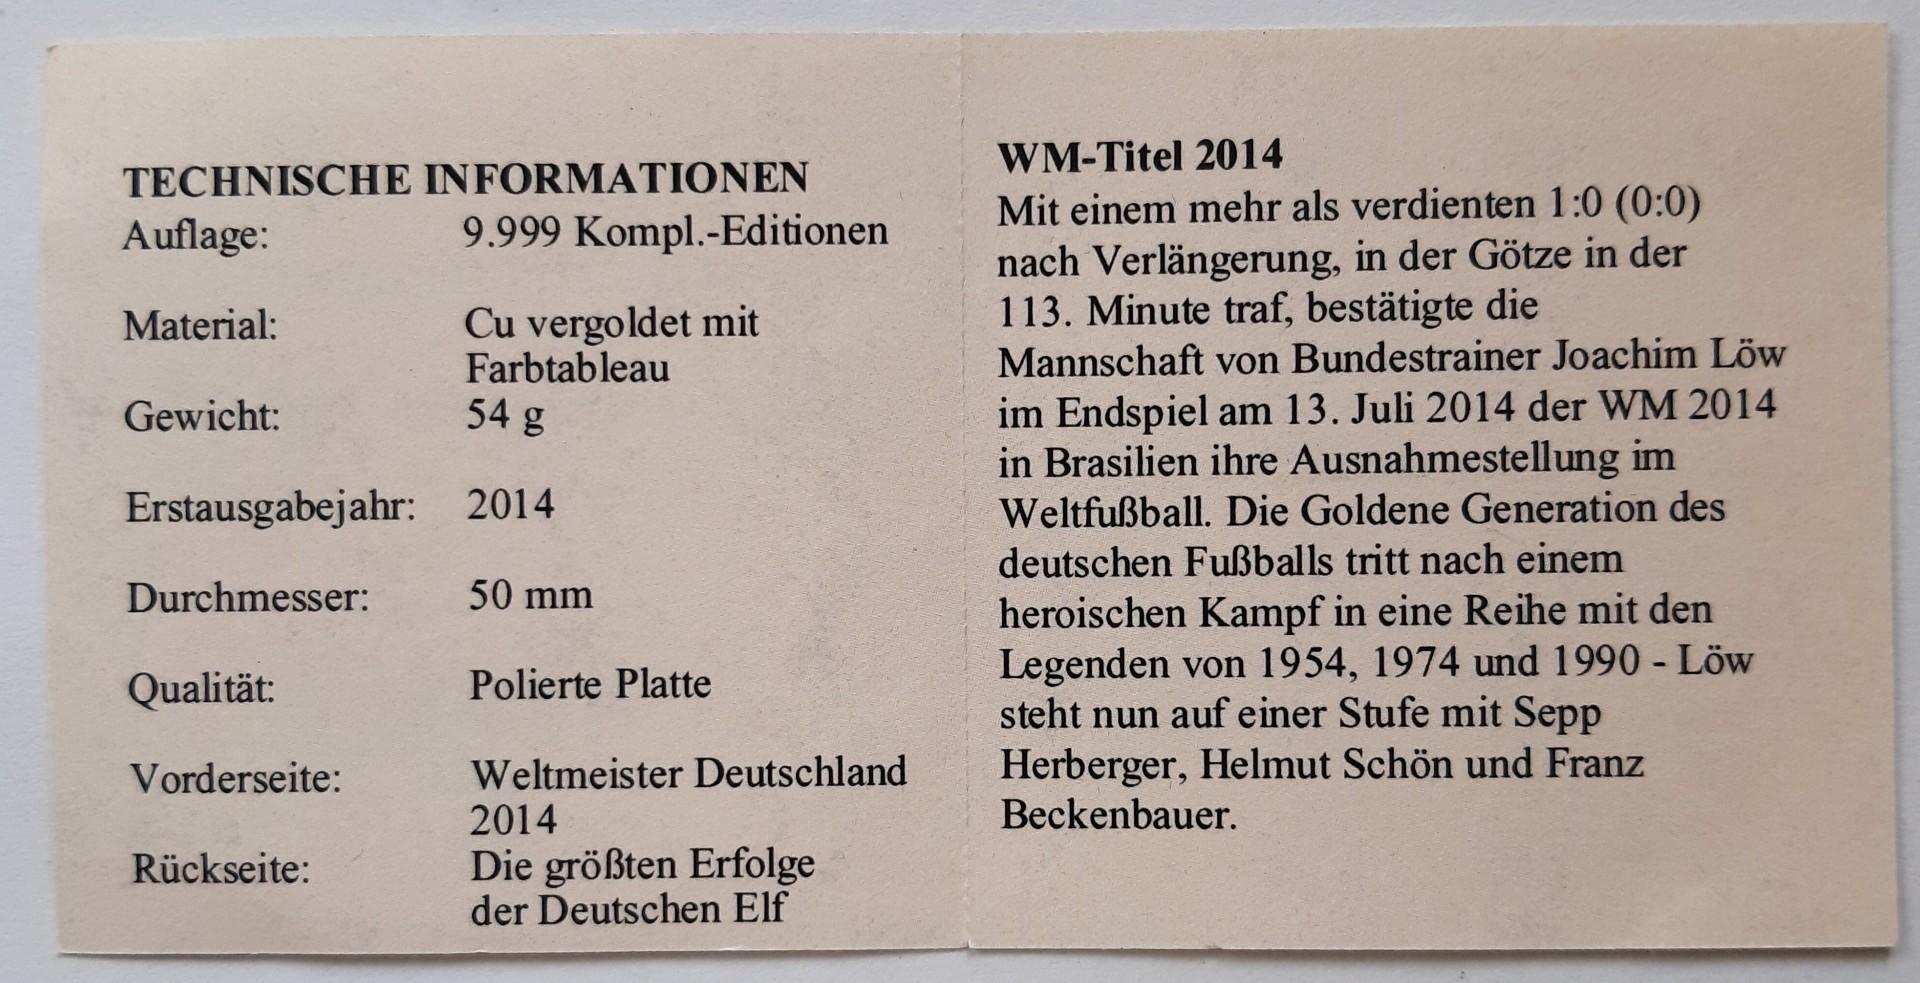 TECHNISCHE INFORMATIONEN
Auflage: 9.999 Kompl.-Editionen
Material: Cu vergoldet mit
Farbtableau
Gewicht: 54 g
Erstausgabejahr: 2014
Durchmesser: 50 mm
Qualität: Polierte Platte
Vorderseite: Weltmeister Deutschland
2014
Rückseite: Die größten Erfolge
der Deutschen Elf
WM-Titel 2014
Mit einem mehr als verdienten 1:0 (0:0)
nach Verlängerung, in der Götze in der
113. Minute traf, bestätigte die
Mannschaft von Bundestrainer Joachim Löw
im Endspiel am 13. Juli 2014 der WM 2014
in Brasilien ihre Ausnahmestellung im
Weltfußball. Die Goldene Generation des
deutschen Fußballs tritt nach einem
heroischen Kampf in eine Reihe mit den
Legenden von 1954, 1974 und 1990 - Löw
steht nun auf einer Stufe mit Sepp
Herberger, Helmut Schön und Franz
Beckenbauer.